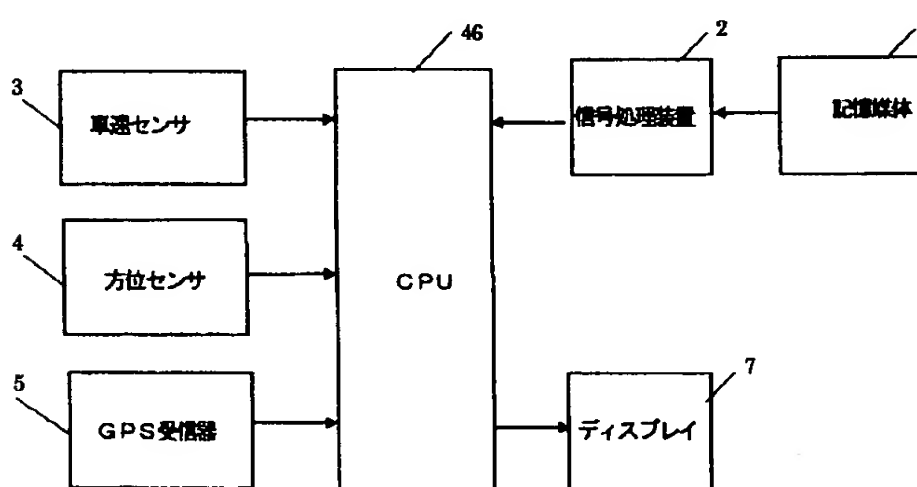 46
2
3
車速センサ
信号処理装置
記憶媒体
4
方位センサ
CPU
5
7
GPS受信器
ディスプレイ